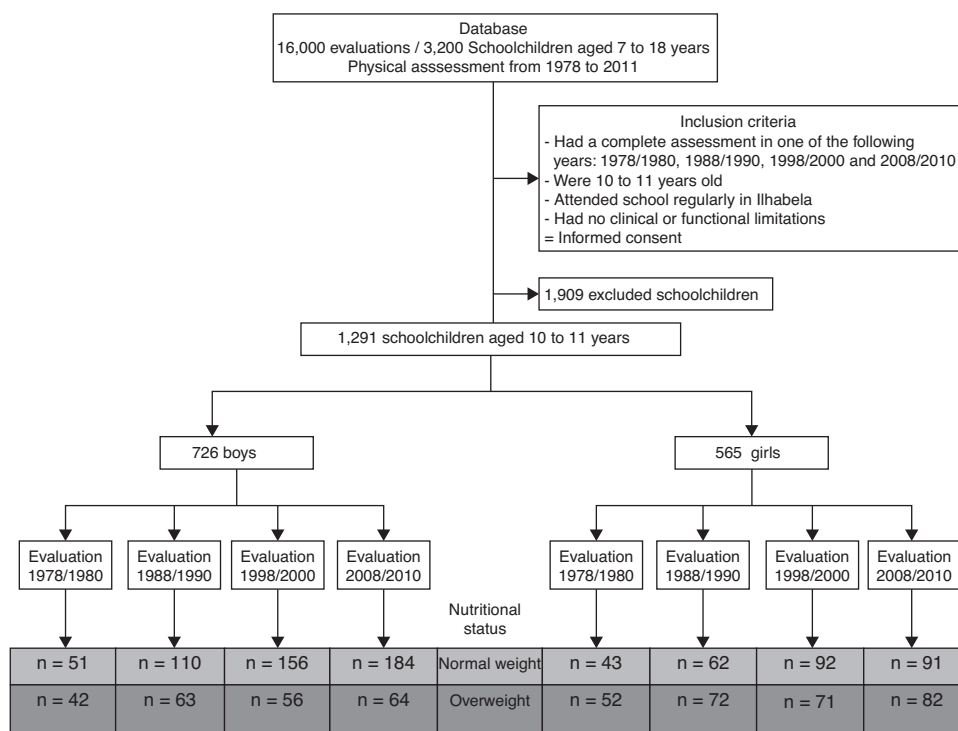 Database
16,000 evaluations / 3,200 Schoolchildren aged 7 to 18 years
Physical asssessment from 1978 to 2011
Inclusion criteria
- Had a complete assessment in one of the following
years: 1978/1980, 1988/1990, 1998/2000 and 2008/2010
- Were 10 to 11 years old
- Attended school regularly in Ilhabela
- Had no clinical or functional limitations
= Informed consent
1,909 excluded schoolchildren
1,291 schoolchildren aged 10 to 11 years
726 boys
565 girls
Evaluation
1978/1980
Evaluation
1988/1990
Evaluation
1998/2000
Evaluation
2008/2010
Evaluation
1978/1980
Evaluation
1988/1990
Evaluation
1998/2000
Evaluation
2008/2010
Nutritional
status
n = 51 n = 110 n = 156 n = 184 Normal weight n = 43 n = 62 n = 92 n = 91
n = 42 n = 63 n = 56 n = 64 Overweight n = 52 n = 72 n = 71 n = 82